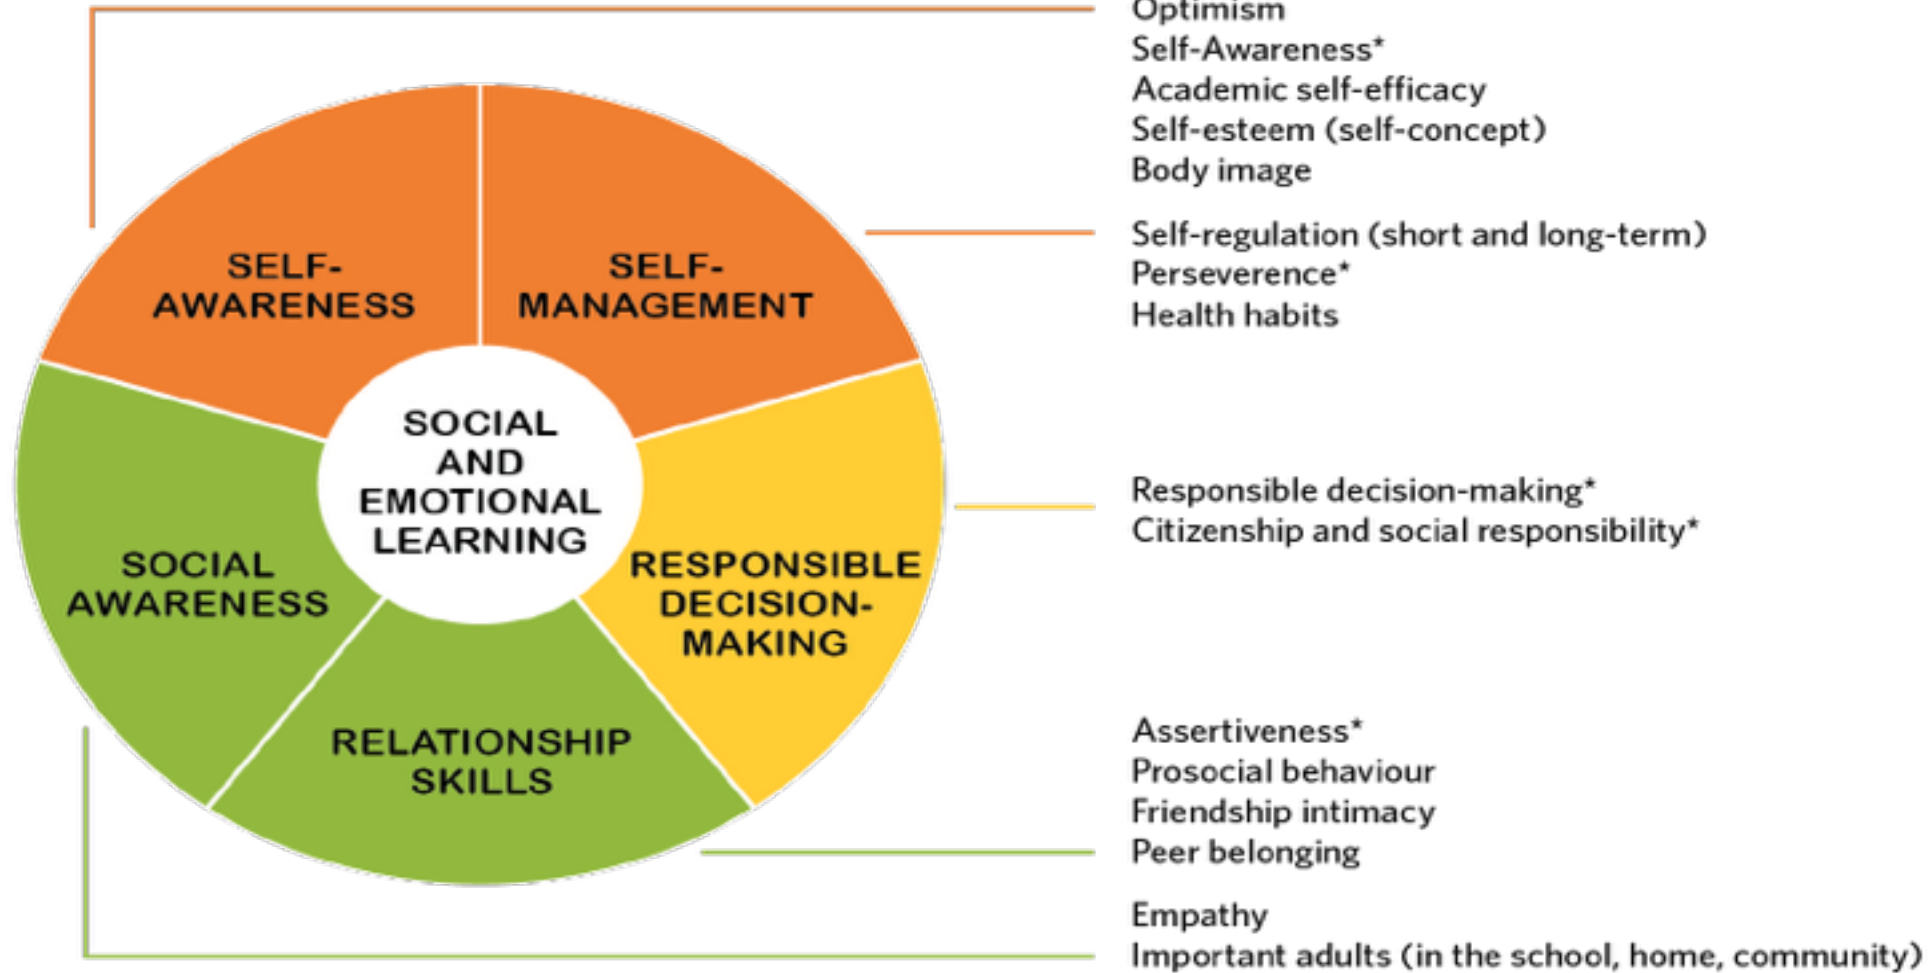 Optimism
Self-Awareness*
Academic self-efficacy
Self-esteem (self-concept)
Body image
SELF-
AWARENESS
SELF-
MANAGEMENT
Self-regulation (short and long-term)
Perseverence*
Health habits
SOCIAL
AND
EMOTIONAL
LEARNING
SOCIAL
AWARENESS
RESPONSIBLE
DECISION-
MAKING
Responsible decision-making*
Citizenship and social responsibility*
RELATIONSHIP
SKILLS
Assertiveness*
Prosocial behaviour
Friendship intimacy
Peer belonging
Empathy
Important adults (in the school, home, community)